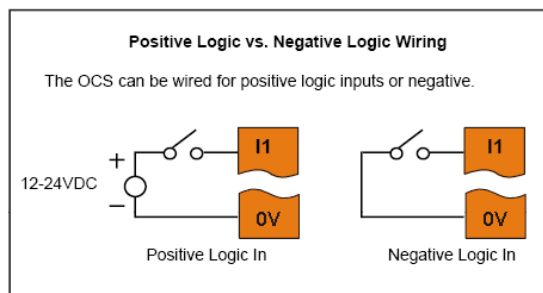 Positive Logic vs. Negative Logic Wiring
The OCS can be wired for positive logic inputs or negative.
I1
I1
+
12-24VDC
−
0V
0V
Positive Logic In
Negative Logic In